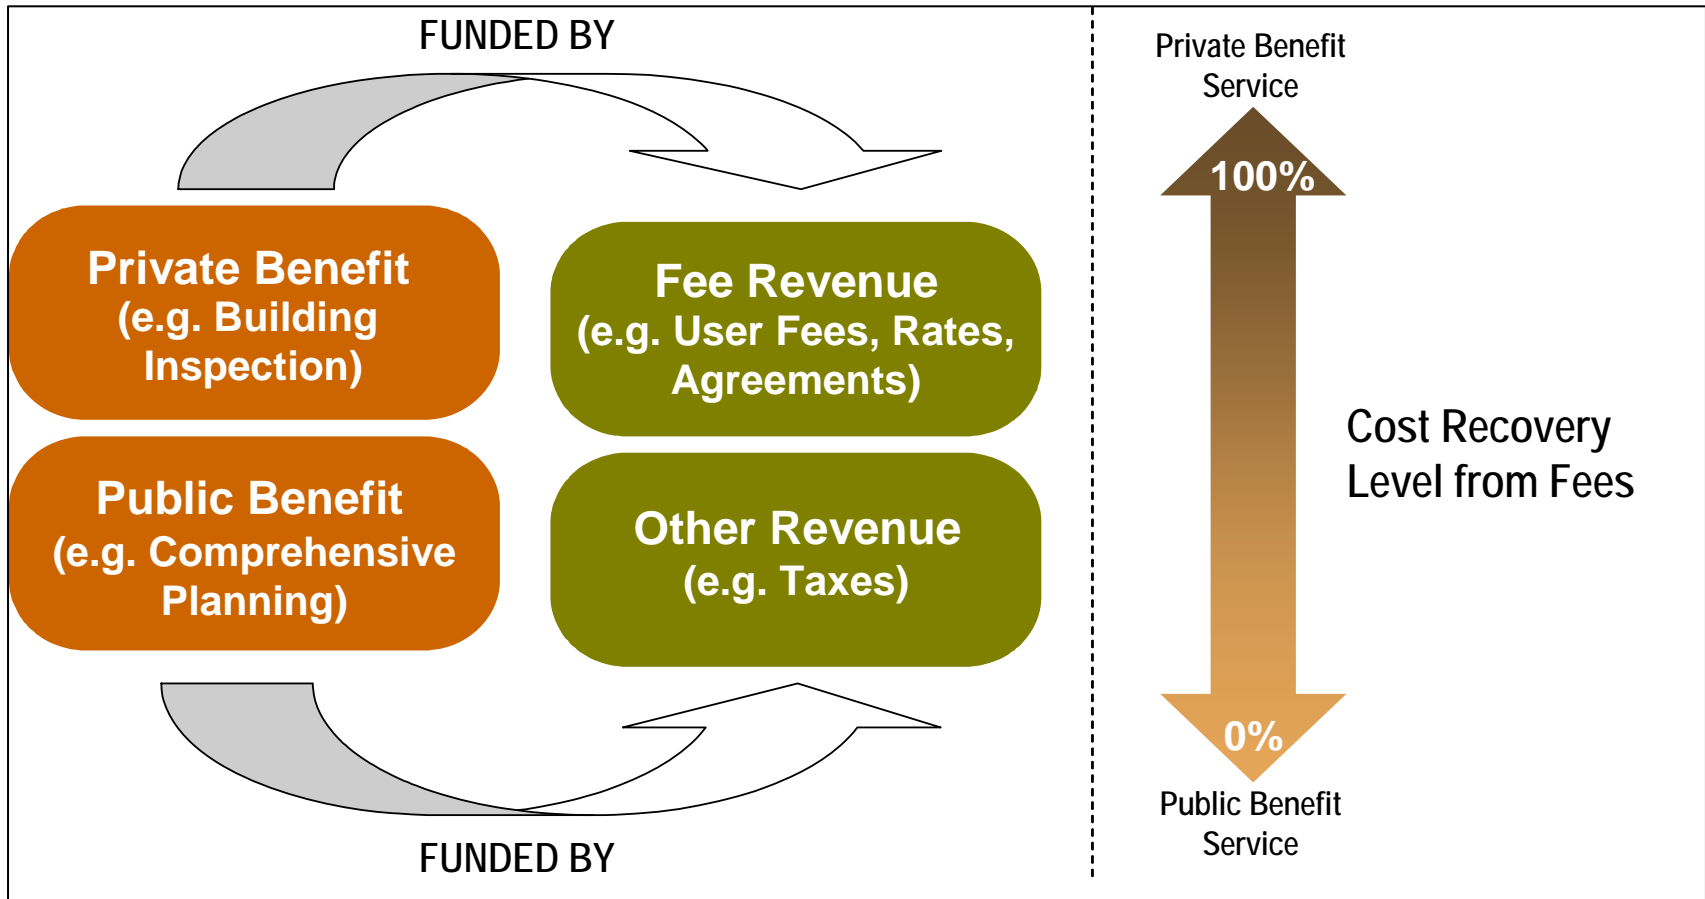 FUNDED BY
Private Benefit
(e.g. Building
Inspection)
Fee Revenue
(e.g. User Fees, Rates,
Agreements)
Public Benefit
(e.g. Comprehensive
Planning)
Other Revenue
(e.g. Taxes)
FUNDED BY
Private Benefit
Service
100%
Cost Recovery
Level from Fees
0%
Public Benefit
Service